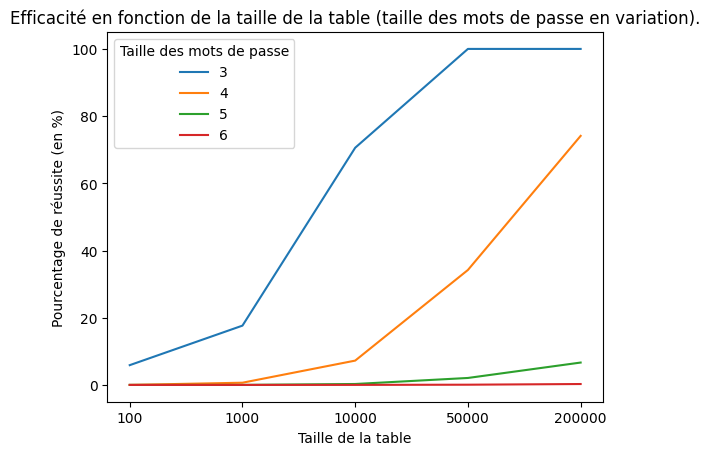 Efficacité en fonction de la taille de la table (taille des mots de passe en variation).
Taille des mots de passe
3
4
5
6
Pourcentage de réussite (en %)
100
80
60
40
20
0
100 1000 10000 50000 200000
Taille de la table